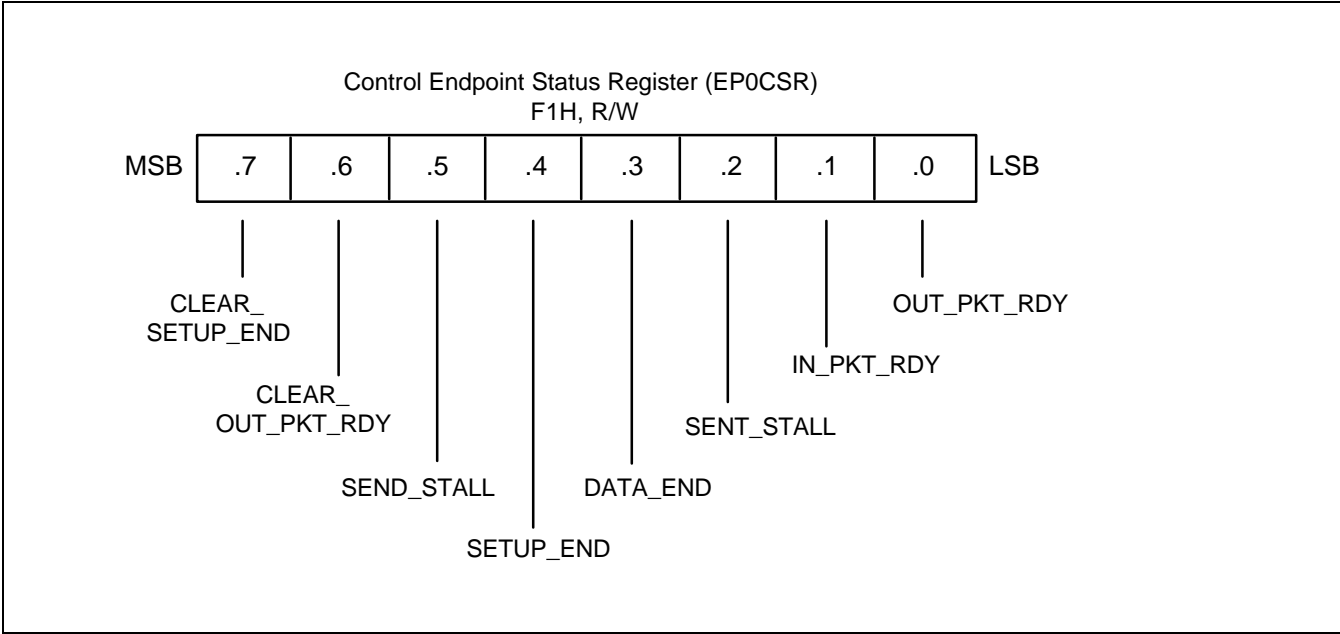 Control Endpoint Status Register (EP0CSR)
F1H, R/W
MSB .7 .6 .5 .4 .3 .2 .1 .0 LSB
CLEAR_
SETUP_END
OUT_PKT_RDY
IN_PKT_RDY
CLEAR_
OUT_PKT_RDY
SENT_STALL
SEND_STALL
DATA_END
SETUP_END